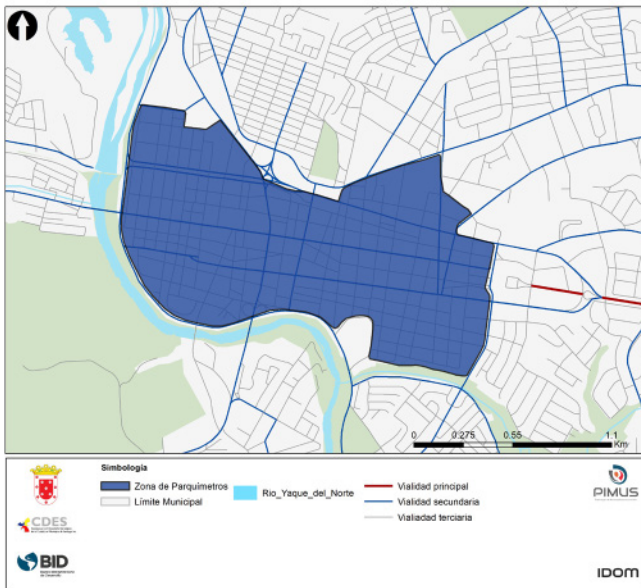 0 0.275 0.55 1.1
Km
Simbología
Zona de Parquímetros
Límite Municipal
Rio_Yaque_del_Norte
Vialidad principal
Vialidad secundaria
Vialiadad terciaria
CDES
BID
PIMUS
IDOM